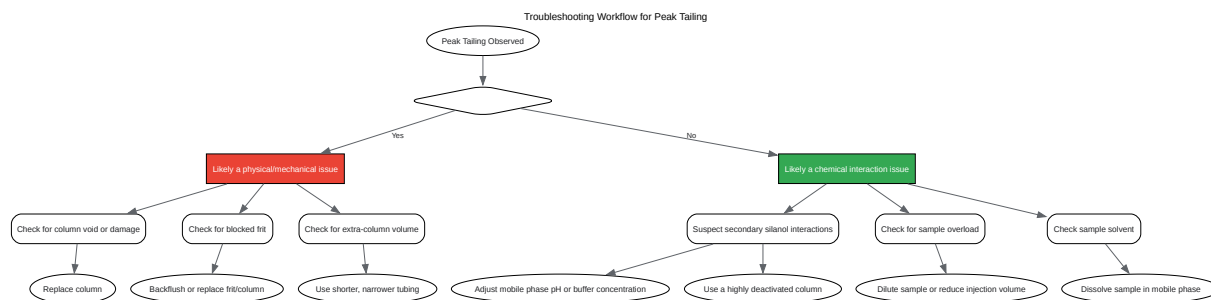 Troubleshooting Workflow for Peak Tailing
Peak Tailing Observed
Yes
No
Likely a physical/mechanical issue
Likely a chemical interaction issue
Check for column void or damage
Check for blocked frit
Check for extra-column volume
Suspect secondary silanol interactions
Check for sample overload
Check sample solvent
Replace column
Backflush or replace frit/column
Use shorter, narrower tubing
Adjust mobile phase pH or buffer concentration
Use a highly deactivated column
Dilute sample or reduce injection volume
Dissolve sample in mobile phase